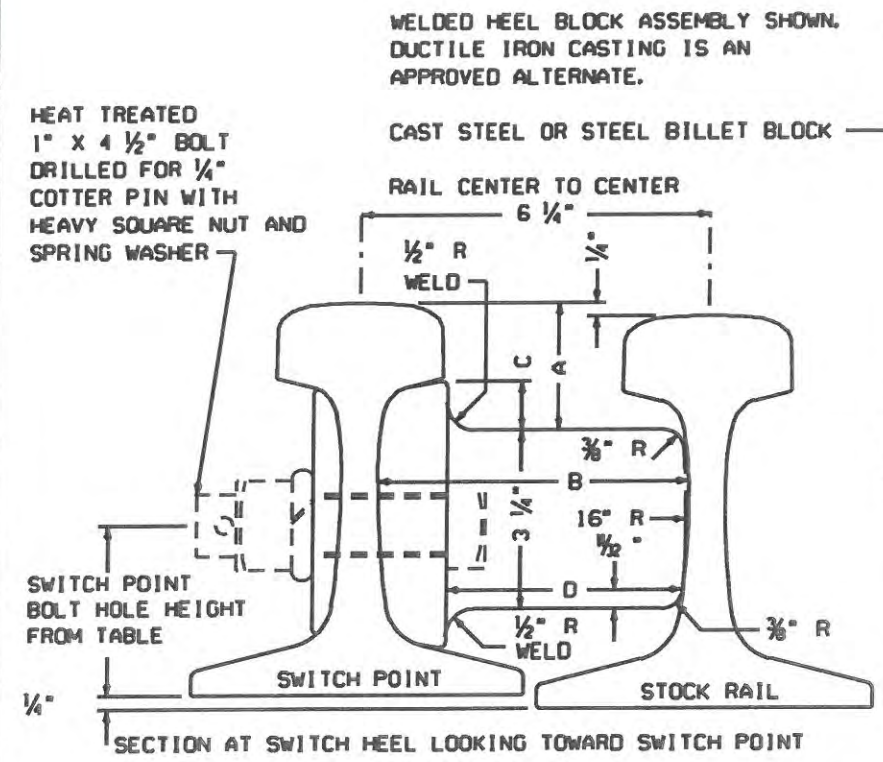 WELDED HEEL BLOCK ASSEMBLY SHOWN.
DUCTILE IRON CASTING IS AN
APPROVED ALTERNATE.
HEAT TREATED
1" X 4 ½" BOLT
DRILLED FOR ¼"
COTTER PIN WITH
HEAVY SQUARE NUT AND
SPRING WASHER
CAST STEEL OR STEEL BILLET BLOCK
RAIL CENTER TO CENTER
6 ¼"
¼"
½" R
WELD
C
A
⅜" R
B
3 ¼"
16" R
11/32"
D
SWITCH POINT
BOLT HOLE HEIGHT
FROM TABLE
½" R
WELD
⅜" R
SWITCH POINT
STOCK RAIL
¼"
SECTION AT SWITCH HEEL LOOKING TOWARD SWITCH POINT